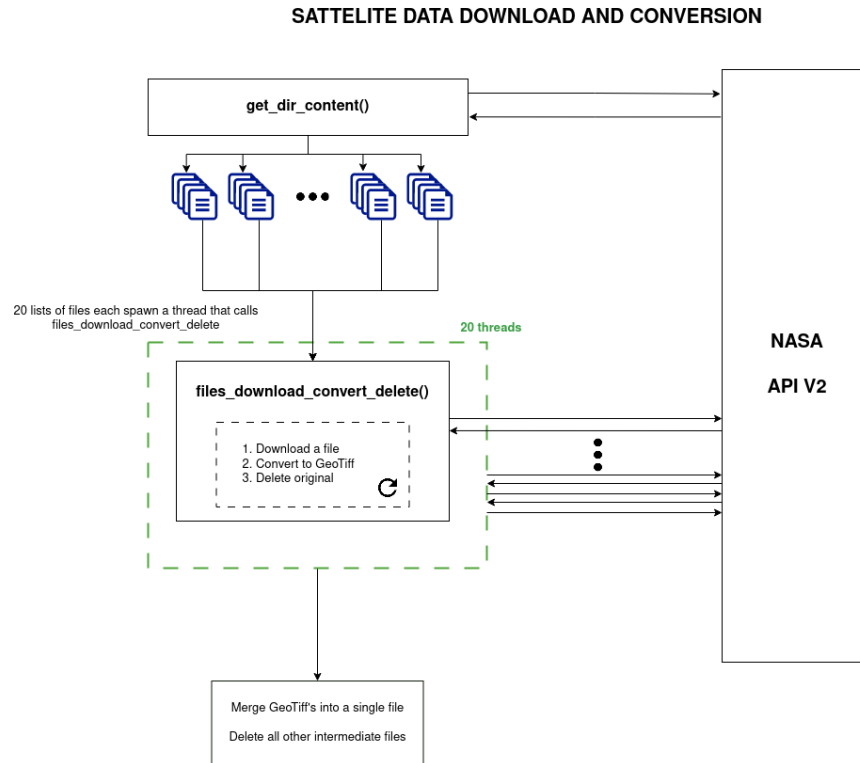 SATTELITE DATA DOWNLOAD AND CONVERSION
get_dir_content()
20 lists of files each spawn a thread that calls
files_download_convert_delete
20 threads
NASA
API V2
files_download_convert_delete()
1. Download a file
2. Convert to GeoTiff
3. Delete original
Merge GeoTiff's into a single file
Delete all other intermediate files